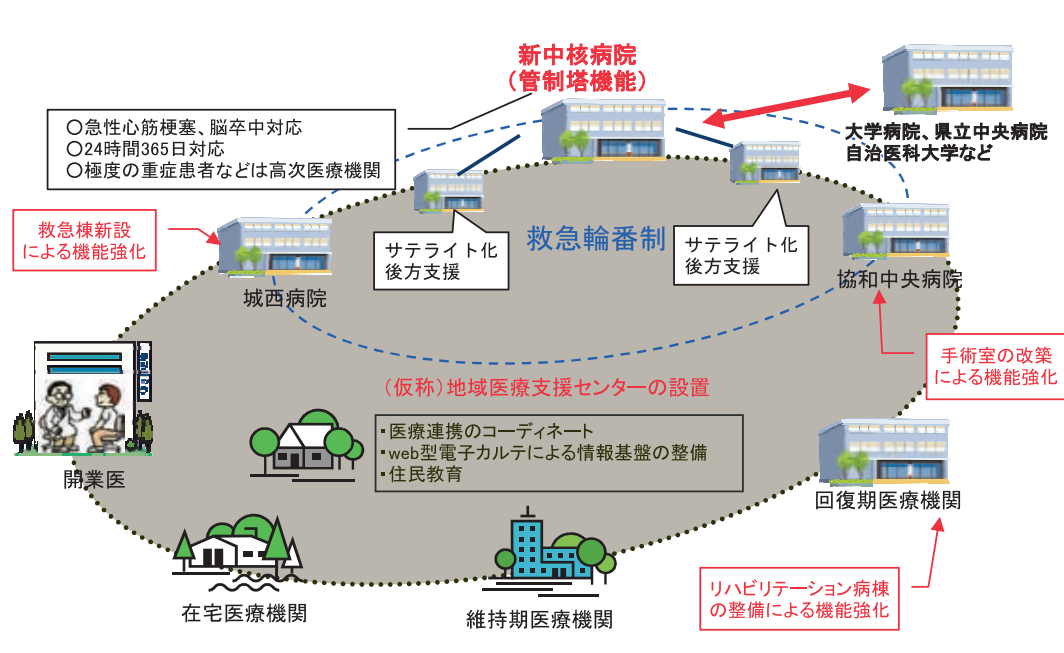 新中核病院
（管制塔機能）
大学病院、県立中央病院
自治医科大学など
○急性心筋梗塞、脳卒中対応
○24時間365日対応
○極度の重症患者などは高次医療機関
救急棟新設
による機能強化
サテライト化
後方支援
救急輪番制
サテライト化
後方支援
城西病院
協和中央病院
手術室の改築
による機能強化
（仮称）地域医療支援センターの設置
・医療連携のコーディネート
・web型電子カルテによる情報基盤の整備
・住民教育
開業医
回復期医療機関
在宅医療機関
維持期医療機関
リハビリテーション病棟
の整備による機能強化